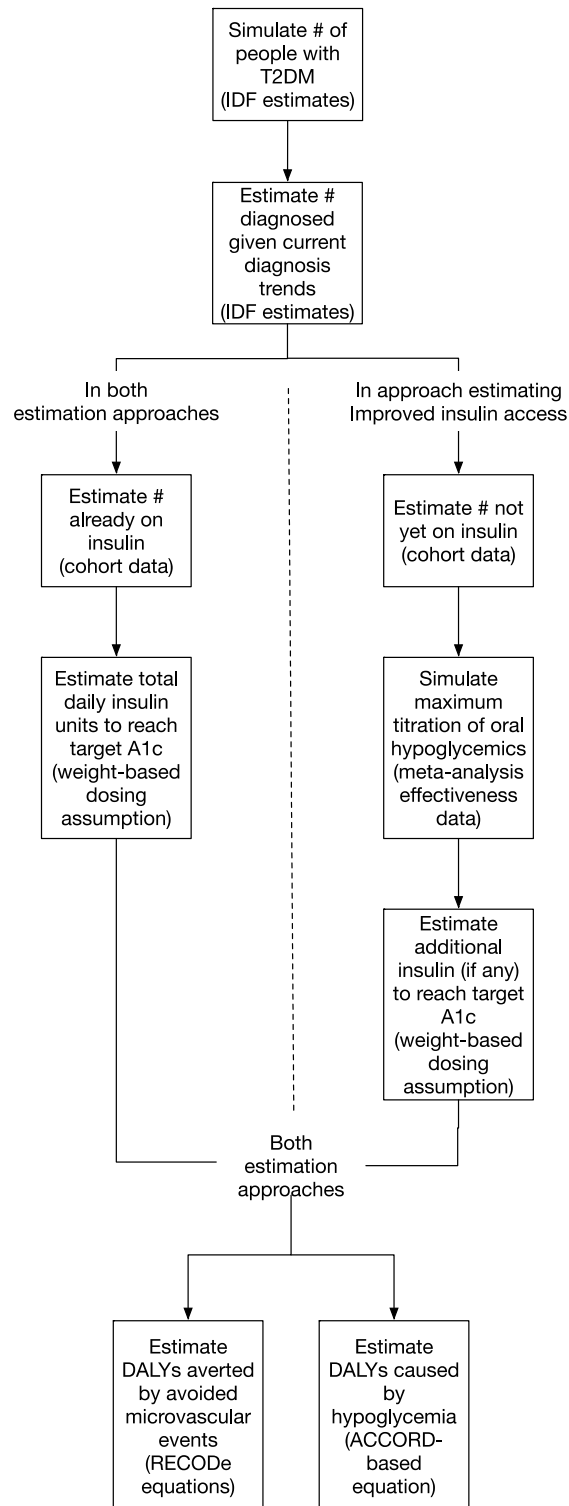 Simulate # of
people with
T2DM
(IDF estimates)
Estimate #
diagnosed
given current
diagnosis
trends
(IDF estimates)
In both
estimation approaches
In approach estimating
Improved insulin access
Estimate #
already on
insulin
(cohort data)
Estimate # not
yet on insulin
(cohort data)
Estimate total
daily insulin
units to reach
target A1c
(weight-based
dosing
assumption)
Simulate
maximum
titration of oral
hypoglycemics
(meta-analysis
effectiveness
data)
Estimate
additional
insulin (if any)
to reach target
A1c
(weight-based
dosing
assumption)
Both
estimation
approaches
Estimate
DALYs averted
by avoided
microvascular
events
(RECODe
equations)
Estimate
DALYs caused
by
hypoglycemia
(ACCORD-
based
equation)